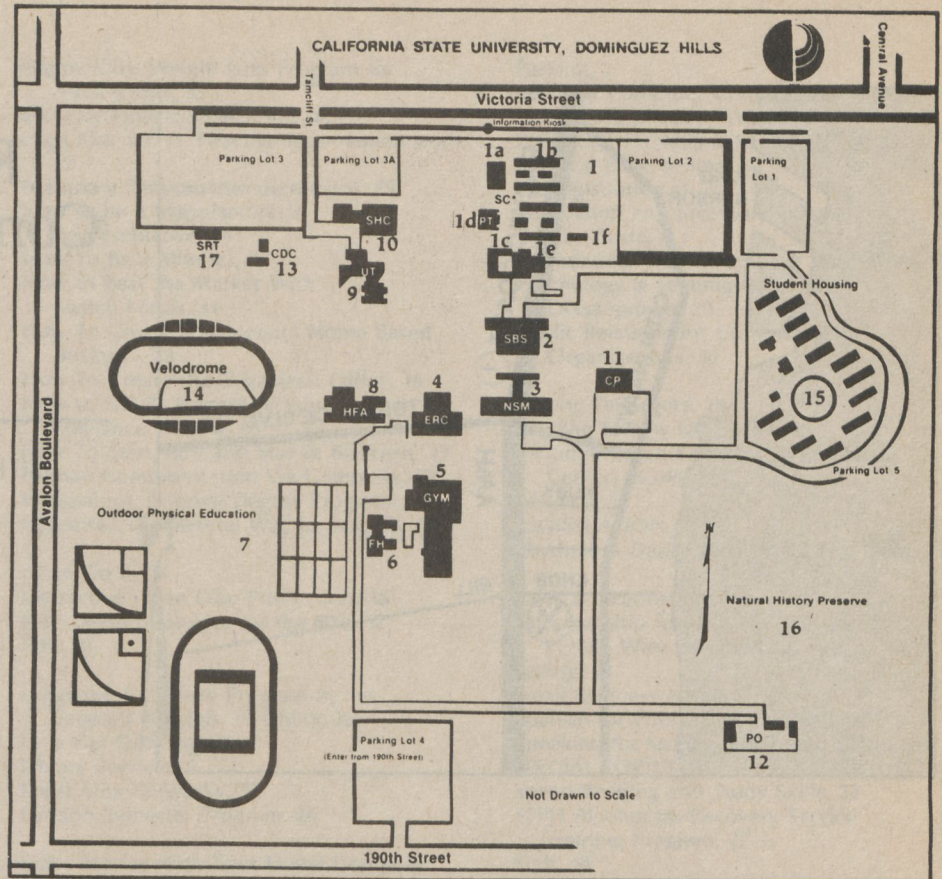 CALIFORNIA STATE UNIVERSITY, DOMINGUEZ HILLS
Central Avenue
Tamcliff St
Victoria Street
Information Kiosk
Parking Lot 3
Parking Lot 3A
1a
1b
1
Parking Lot 2
Parking
Lot 1
SC*
1d
PT
SHC
10
1c
1e
1f
SRT
17
CDC
13
UT
9
Student Housing
SBS
2
Velodrome
14
8
4
3
11
CP
HFA
ERC
NSM
15
Avalon Boulevard
5
GYM
Parking Lot 5
Outdoor Physical Education
7
FH
6
N
Natural History Preserve
16
Parking Lot 4
(Enter from 190th Street)
PO
12
Not Drawn to Scale
190th Street